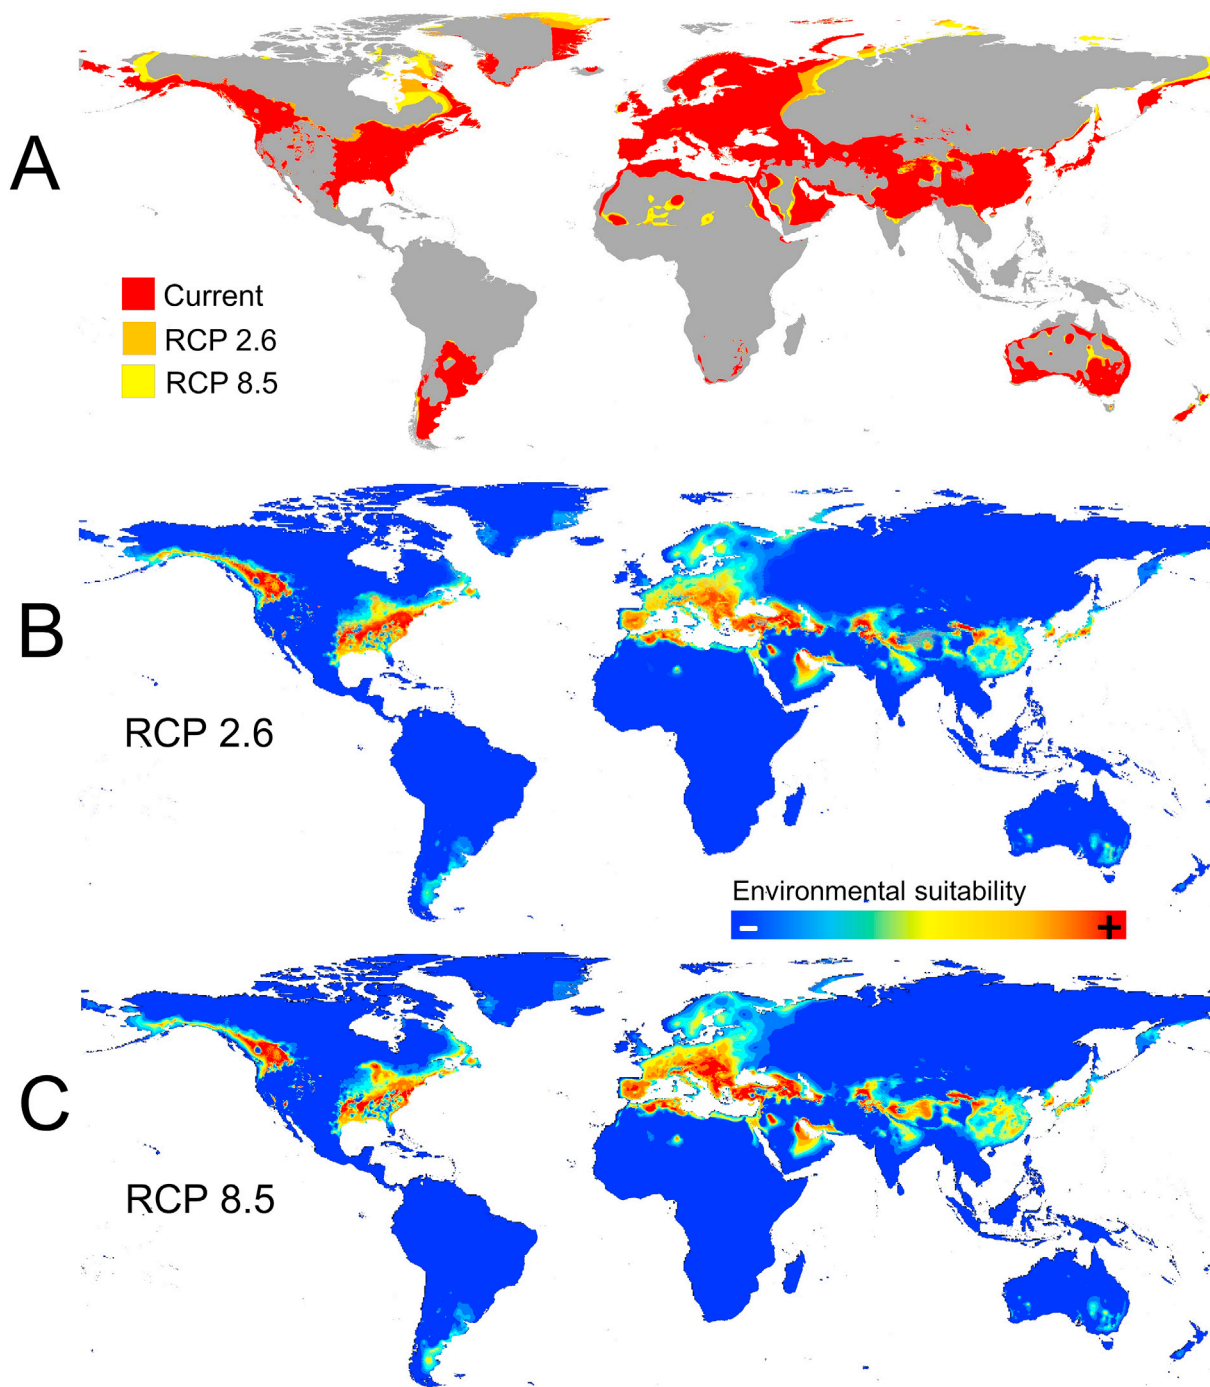 A
Current
RCP 2.6
RCP 8.5
B
RCP 2.6
Environmental suitability
− +
C
RCP 8.5